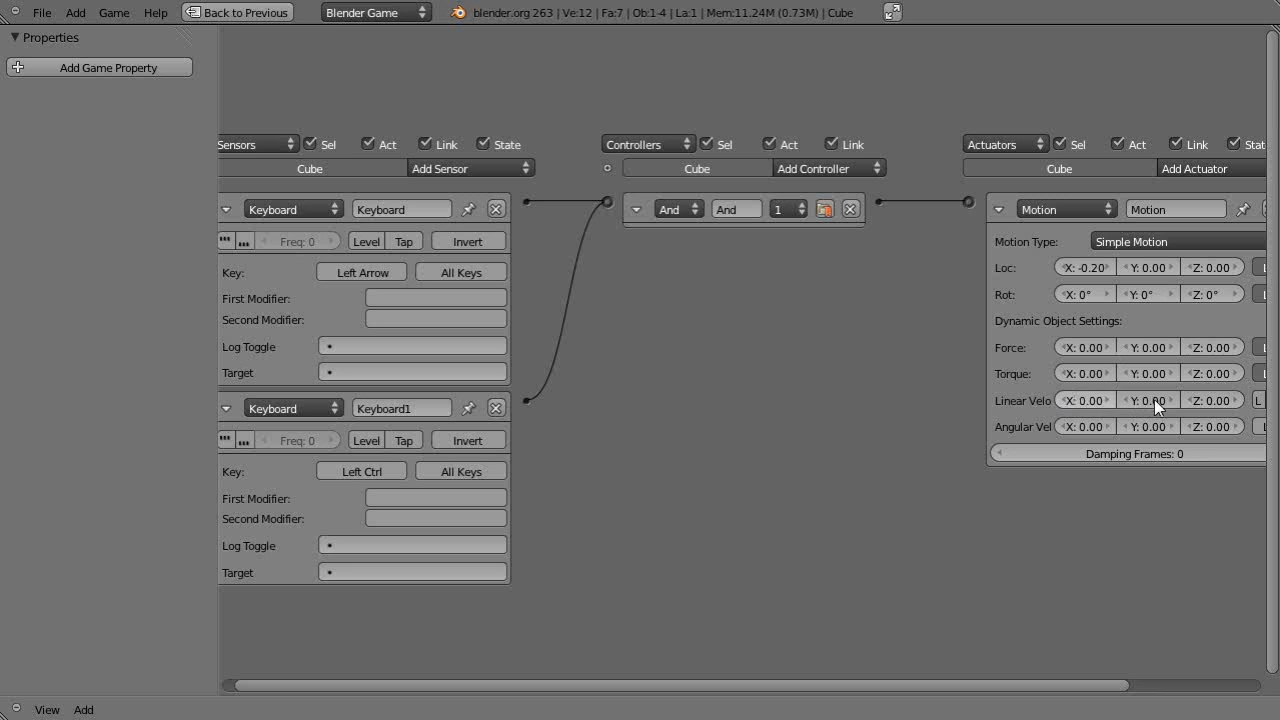 File Add Game Help Back to Previous Blender Game blender.org 263 | Ve:12 | Fa:7 | Ob:1-4 | La:1 | Mem:11.24M (0.73M) | Cube
Properties
Add Game Property
Sensors Sel Act Link State Controllers Sel Act Link Actuators Sel Act Link Stat
Cube Add Sensor Cube Add Controller Cube Add Actuator
Keyboard Keyboard And And 1 Motion Motion
Freq: 0 Level Tap Invert Motion Type: Simple Motion
Key: Left Arrow All Keys Loc: X: -0.20 Y: 0.00 Z: 0.00 L
First Modifier: Rot: X: 0° Y: 0° Z: 0° L
Second Modifier: Dynamic Object Settings:
Log Toggle Force: X: 0.00 Y: 0.00 Z: 0.00 L
Target Torque: X: 0.00 Y: 0.00 Z: 0.00 L
Keyboard Keyboard1 Linear Velo X: 0.00 Y: 0.00 Z: 0.00 L
Freq: 0 Level Tap Invert Angular Vel X: 0.00 Y: 0.00 Z: 0.00 L
Damping Frames: 0
Key: Left Ctrl All Keys
First Modifier:
Second Modifier:
Log Toggle
Target
View Add